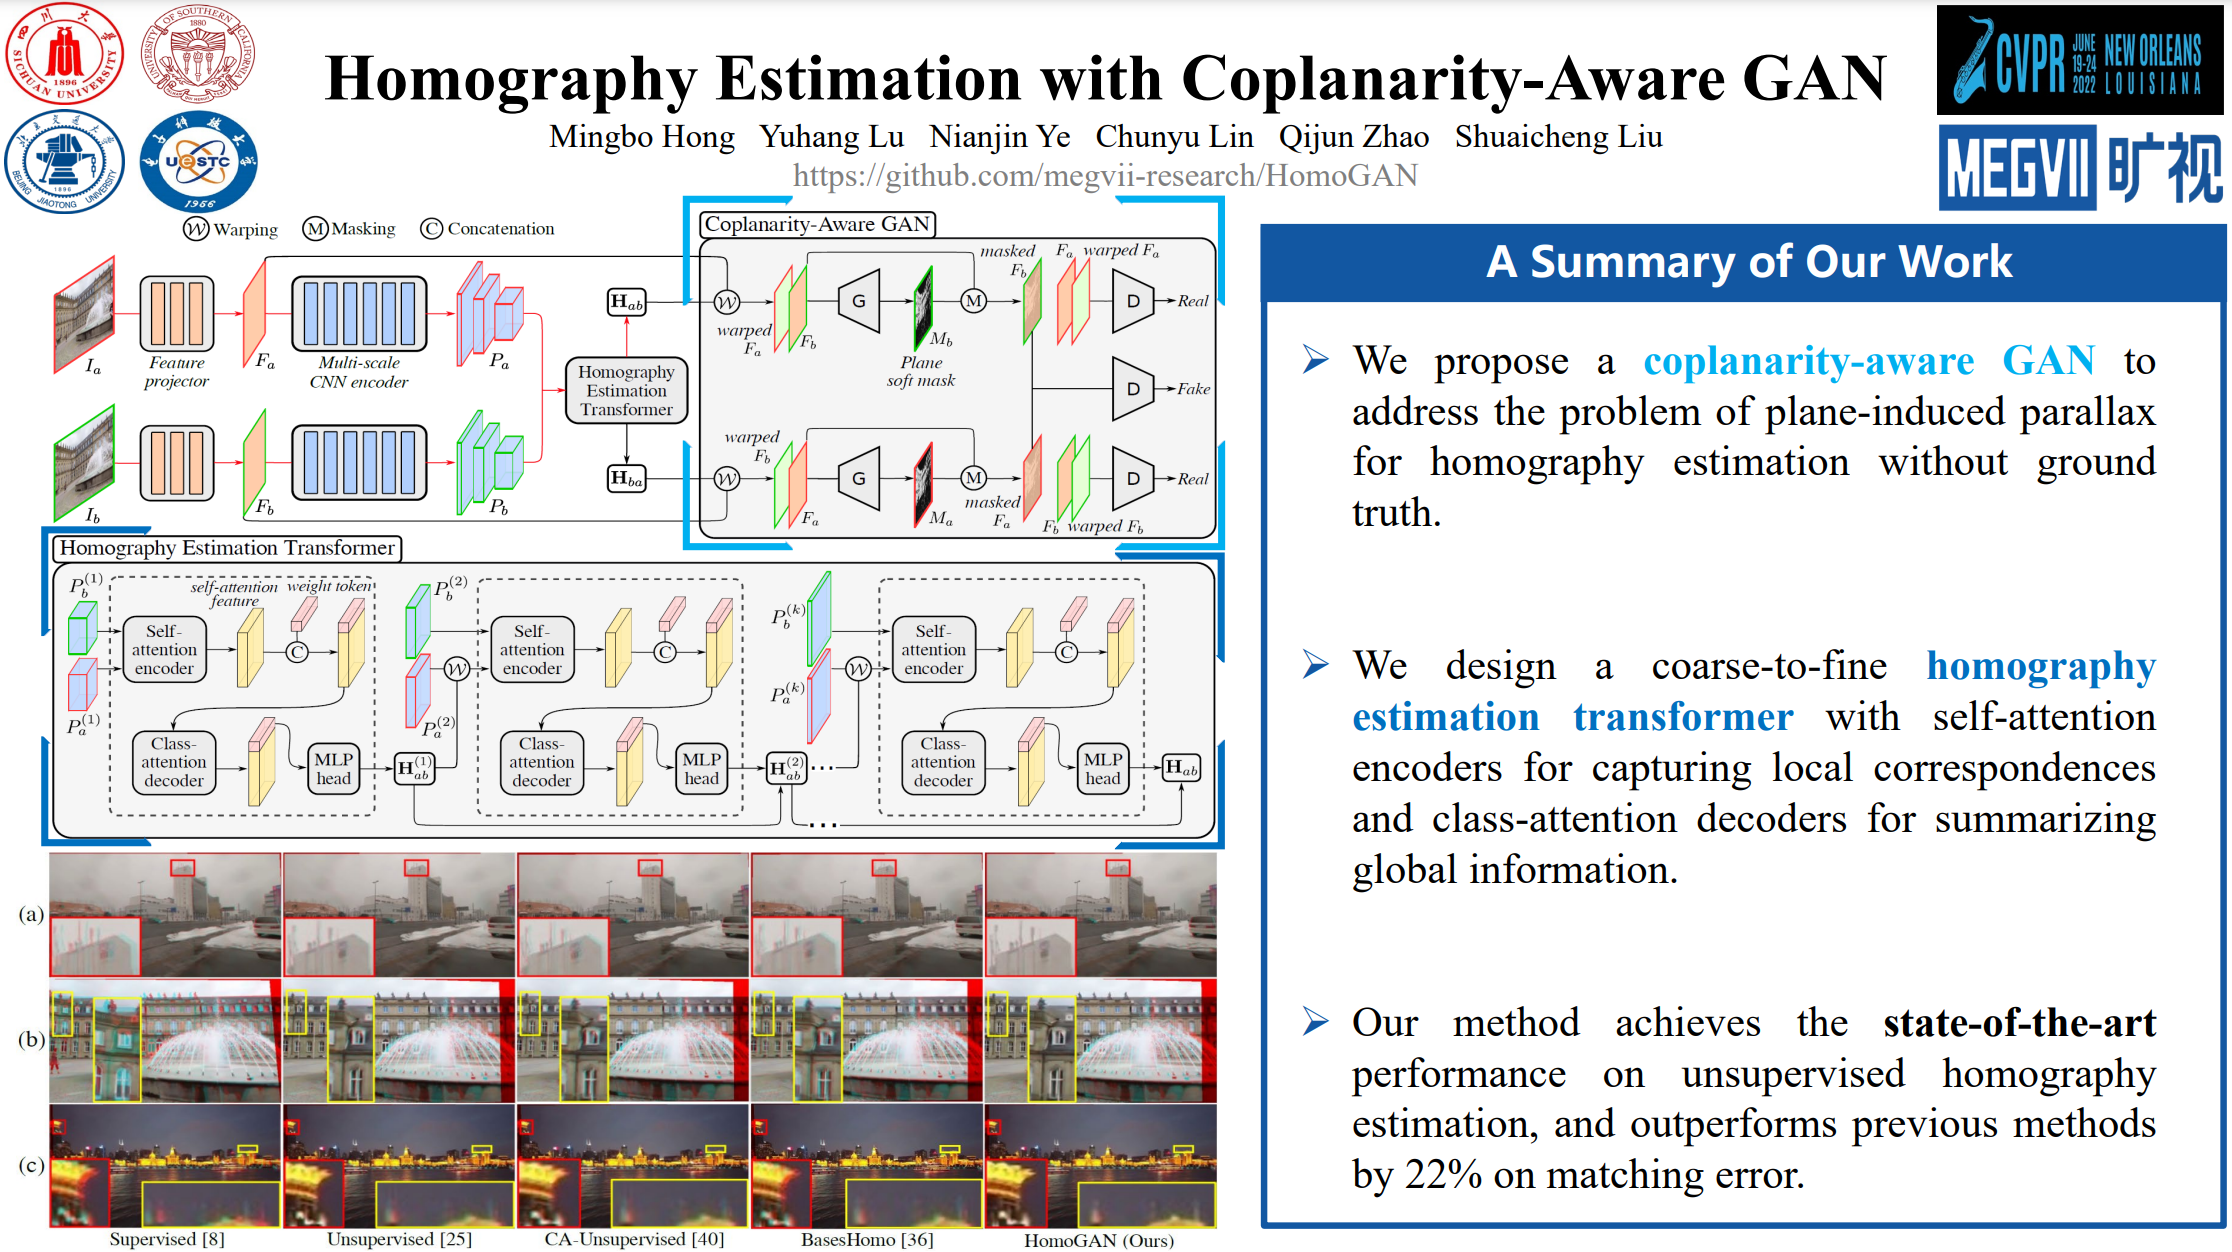 四川大學
SICHUAN UNIVERSITY
1896
UNIVERSITY OF SOUTHERN CALIFORNIA
1880
BEIJING JIAOTONG UNIVERSITY
1896
UESTC
1956
Homography Estimation with Coplanarity-Aware GAN
Mingbo Hong Yuhang Lu Nianjin Ye Chunyu Lin Qijun Zhao Shuaicheng Liu
https://github.com/megvii-research/HomoGAN
CVPR
JUNE
19-24
2022
NEW ORLEANS
LOUISIANA
MEGVII 旷视
W Warping M Masking C Concatenation
I_a
Feature
projector
F_a
Multi-scale
CNN encoder
P_a
I_b
F_b
P_b
H_ab
Homography
Estimation
Transformer
H_ba
Coplanarity-Aware GAN
W
warped
F_a
F_b
G
M_b
Plane
soft mask
M
masked
F_b
F_a warped F_a
D
Real
D
Fake
W
warped
F_b
F_a
G
M_a
M
masked
F_a
F_b warped F_b
D
Real
Homography Estimation Transformer
P_b^(1)
P_a^(1)
self-attention
feature
weight token
Self-
attention
encoder
C
Class-
attention
decoder
MLP
head
H_ab^(1)
P_b^(2)
P_a^(2)
W
Self-
attention
encoder
C
Class-
attention
decoder
MLP
head
H_ab^(2)
...
...
P_b^(k)
P_a^(k)
W
Self-
attention
encoder
C
Class-
attention
decoder
MLP
head
H_ab
(a)
(b)
(c)
Supervised [8]
Unsupervised [25]
CA-Unsupervised [40]
BasesHomo [36]
HomoGAN (Ours)
A Summary of Our Work
➢ We propose a coplanarity-aware GAN to
address the problem of plane-induced parallax
for homography estimation without ground
truth.
➢ We design a coarse-to-fine homography
estimation transformer with self-attention
encoders for capturing local correspondences
and class-attention decoders for summarizing
global information.
➢ Our method achieves the state-of-the-art
performance on unsupervised homography
estimation, and outperforms previous methods
by 22% on matching error.